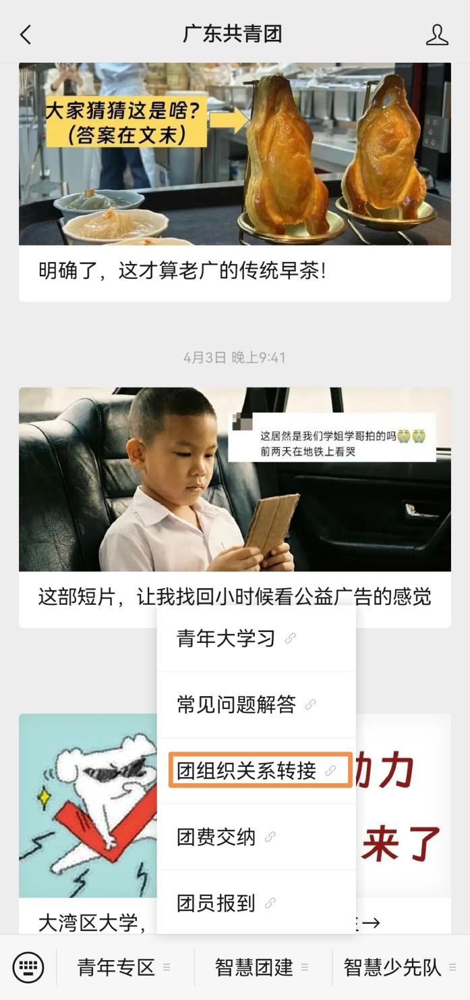 广东共青团
大家猜猜这是啥？
(答案在文末)
明确了，这才算老广的传统早茶！
4月3日 晚上9:41
这居然是我们学姐学哥拍的吗
前两天在地铁上看哭
这部短片，让我找回小时候看公益广告的感觉
青年大学习
常见问题解答
团组织关系转接
力
团费交纳
来了
团员报到
大湾区大学，
→
青年专区
智慧团建
智慧少先队